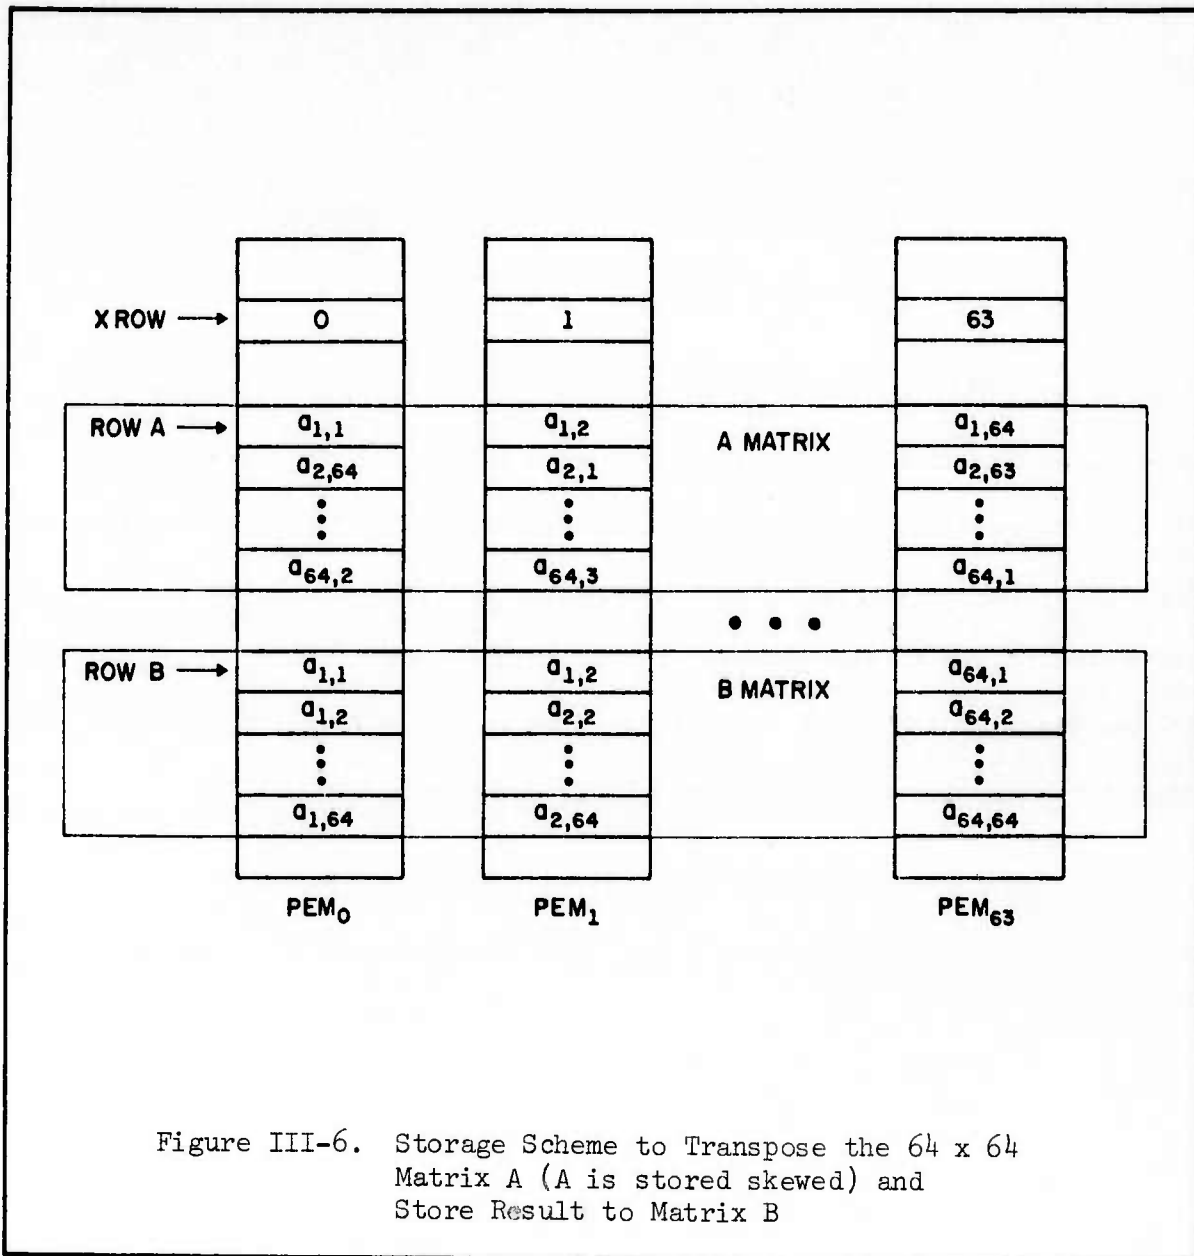 X ROW → 0 1 63
ROW A → a1,1 a1,2 A MATRIX a1,64
a2,64 a2,1 a2,63
⋮ ⋮ ⋮
a64,2 a64,3 a64,1
• • •
ROW B → a1,1 a1,2 B MATRIX a64,1
a1,2 a2,2 a64,2
⋮ ⋮ ⋮
a1,64 a2,64 a64,64
PEM0 PEM1 PEM63
Figure III-6. Storage Scheme to Transpose the 64 x 64
Matrix A (A is stored skewed) and
Store Result to Matrix B